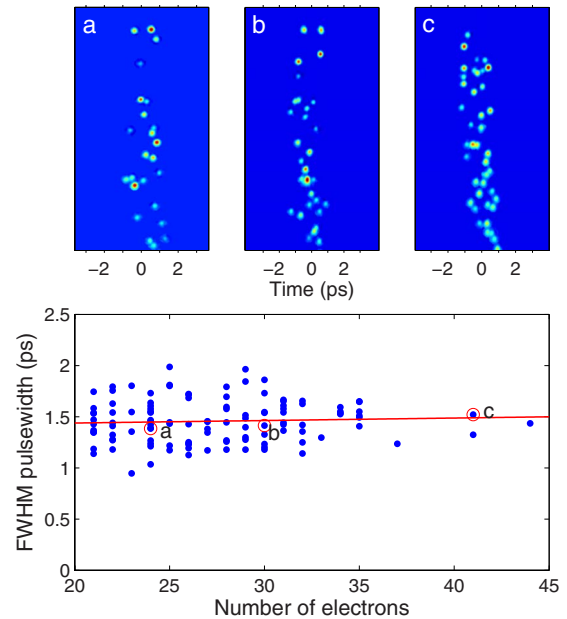 a b c
−2 0 2 −2 0 2 −2 0 2
Time (ps)
2.5
2
1.5
1
0.5
0
FWHM pulsewidth (ps)
a
b
c
20 25 30 35 40 45
Number of electrons